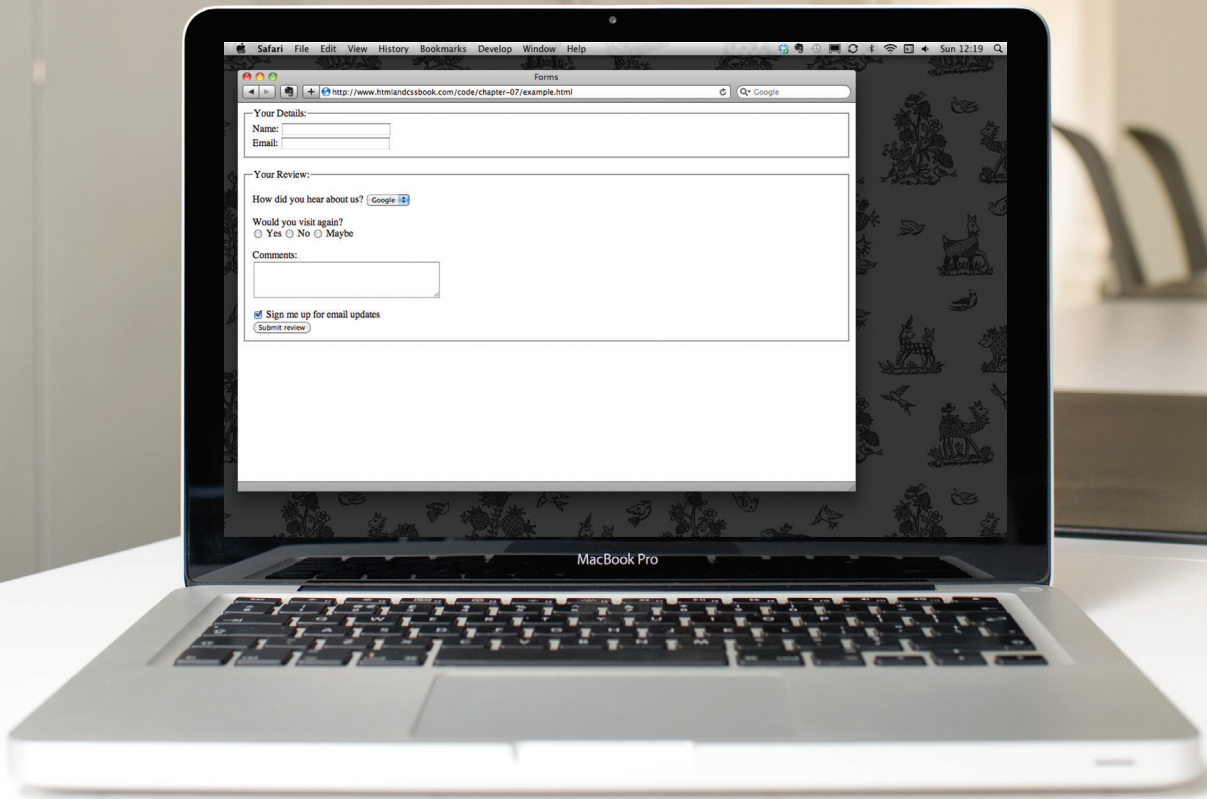 Safari File Edit View History Bookmarks Develop Window Help Sun 12:19
Forms
http://www.htmlandcssbook.com/code/chapter-07/example.html Google
Your Details:
Name:
Email:
Your Review:
How did you hear about us? Google
Would you visit again?
Yes No Maybe
Comments:
Sign me up for email updates
Submit review
MacBook Pro